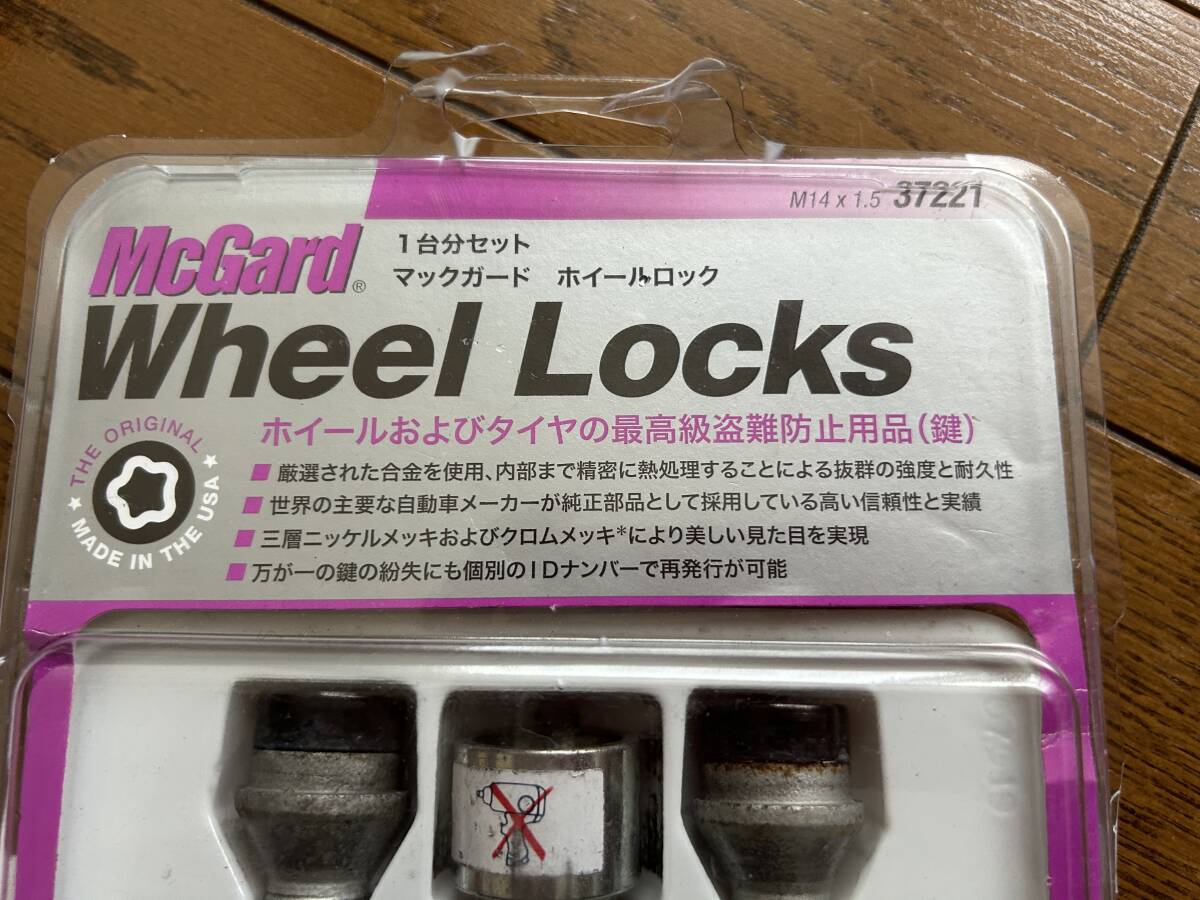 M14 x 1.5 37221
McGard®
1台分セット
マックガード ホイールロック
Wheel Locks
THE ORIGINAL
★ MADE IN THE USA ★
ホイールおよびタイヤの最高級盗難防止用品(鍵)
■ 厳選された合金を使用、内部まで精密に熱処理することによる抜群の強度と耐久性
■ 世界の主要な自動車メーカーが純正部品として採用している高い信頼性と実績
■ 三層ニッケルメッキおよびクロムメッキ*により美しい見た目を実現
■ 万が一の鍵の紛失にも個別のIDナンバーで再発行が可能